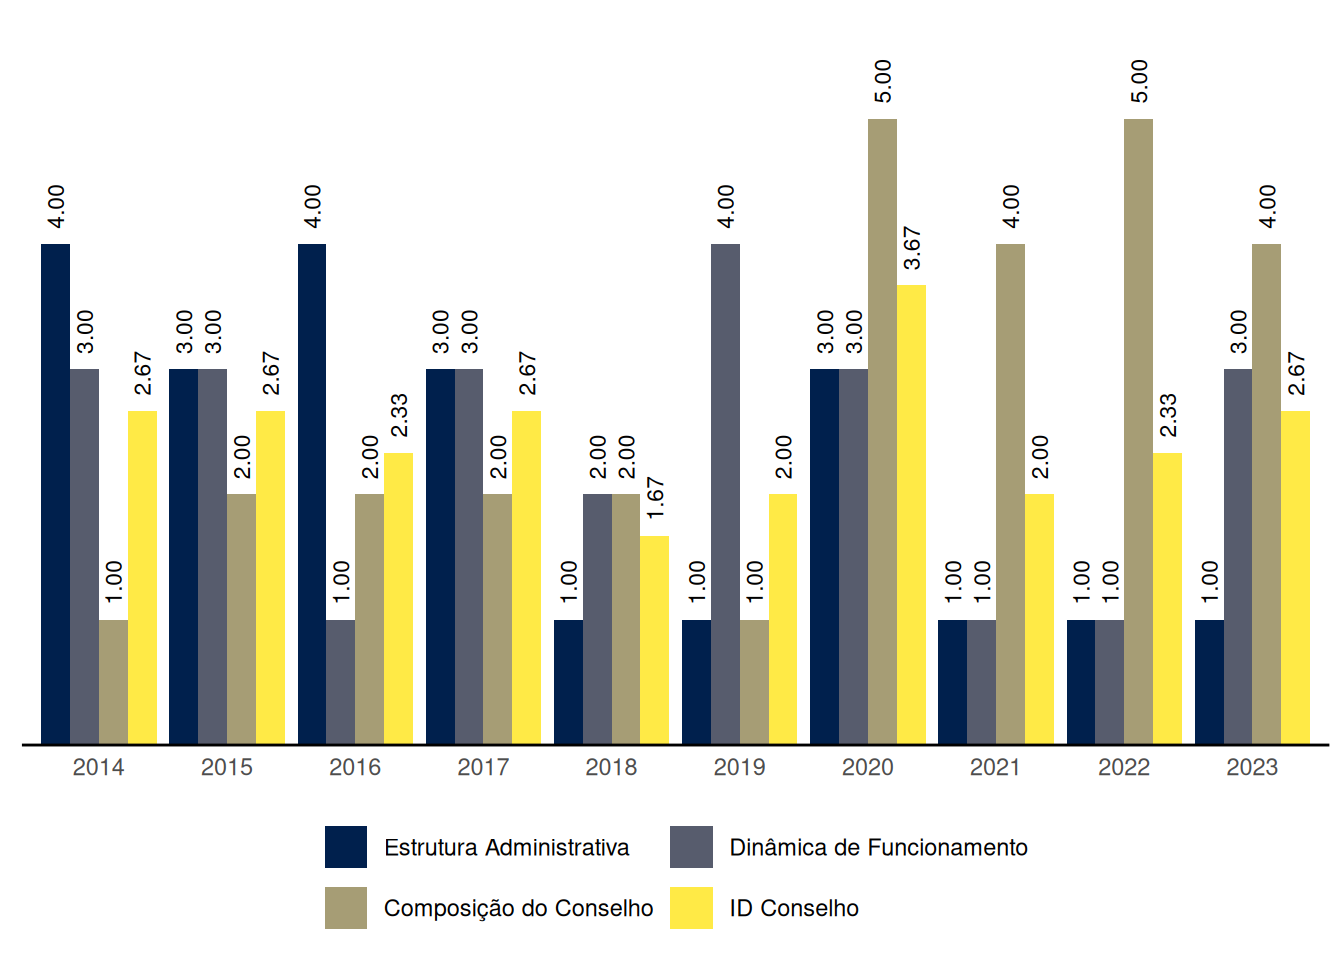 4.00 3.00 1.00 2.67 3.00 3.00 2.00 2.67 4.00 1.00 2.00 2.33 3.00 3.00 2.00 2.67 1.00 2.00 2.00 1.67 1.00 4.00 1.00 2.00 3.00 3.00 5.00 3.67 1.00 1.00 4.00 2.00 1.00 1.00 5.00 2.33 1.00 3.00 4.00 2.67
2014 2015 2016 2017 2018 2019 2020 2021 2022 2023
Estrutura Administrativa Dinâmica de Funcionamento
Composição do Conselho ID Conselho